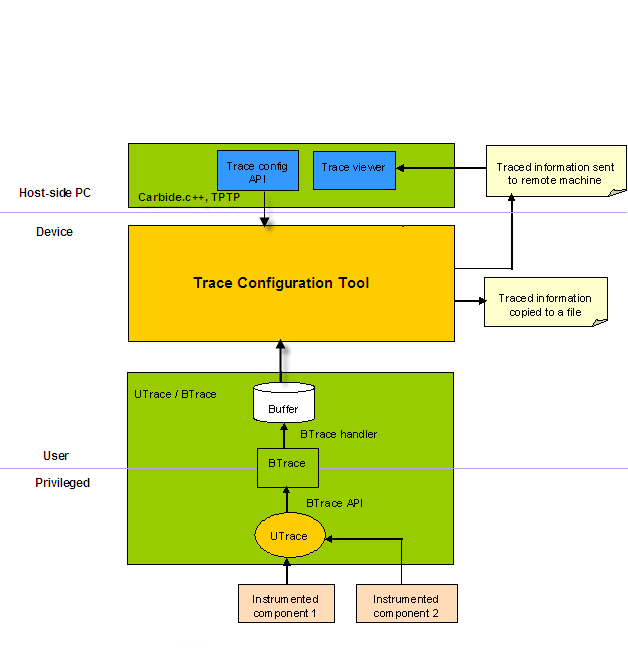 Trace config
API
Trace viewer
Traced information sent
to remote machine
Host-side PC
Carbide.c++, TPTP
Device
Trace Configuration Tool
Traced information
copied to a file
UTrace / BTrace
Buffer
BTrace handler
User
BTrace
Privileged
BTrace API
UTrace
Instrumented
component 1
Instrumented
component 2